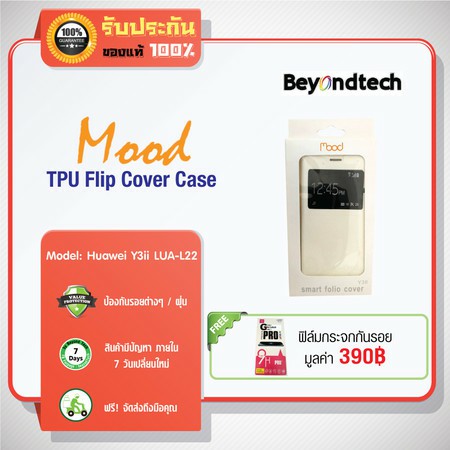 100%
GUARANTEE
รับประกัน
ของแท้ 100%
Beyondtech
Mood
TPU Flip Cover Case
Mood
12:45 PM
smart folio cover
Model: Huawei Y3ii LUA-L22
VALUE
PROTECTION
ป้องกันรอยต่างๆ / ฝุ่น
7
Days
สินค้ามีปัญหา ภายใน
7 วันเปลี่ยนใหม่
ฟรี! จัดส่งถึงมือคุณ
FREE
PRO
9H
ฟิล์มกระจกกันรอย
มูลค่า 390฿